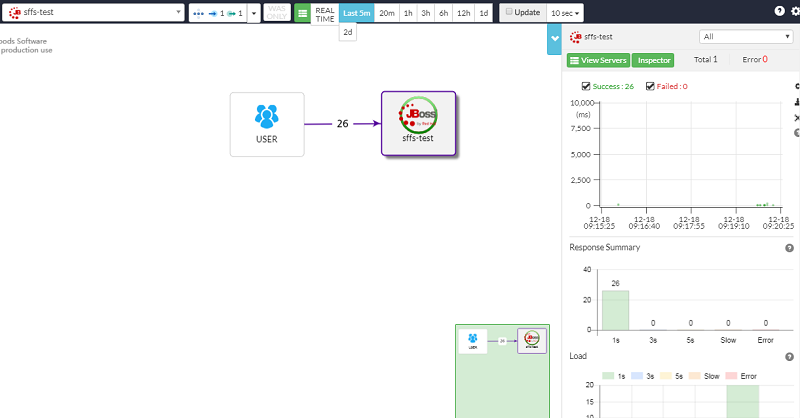 sffs-test
1
1
WAS
ONLY
REAL
TIME
Last 5m
20m
1h
3h
6h
12h
1d
2d
Update
10 sec
oods Software
production use
USER
26
JBoss
by Red Hat
sffs-test
USER
26
JBoss
sffs-test
sffs-test
All
View Servers
Inspector
Total 1
Error 0
Success : 26
Failed : 0
10,000
(ms)
7,500
5,000
2,500
0
12-18
09:15:25
12-18
09:16:40
12-18
09:17:55
12-18
09:19:10
12-18
09:20:25
Response Summary
40
20
0
26
0
0
0
0
1s
3s
5s
Slow
Error
Load
1s
3s
5s
Slow
Error
20
15
10